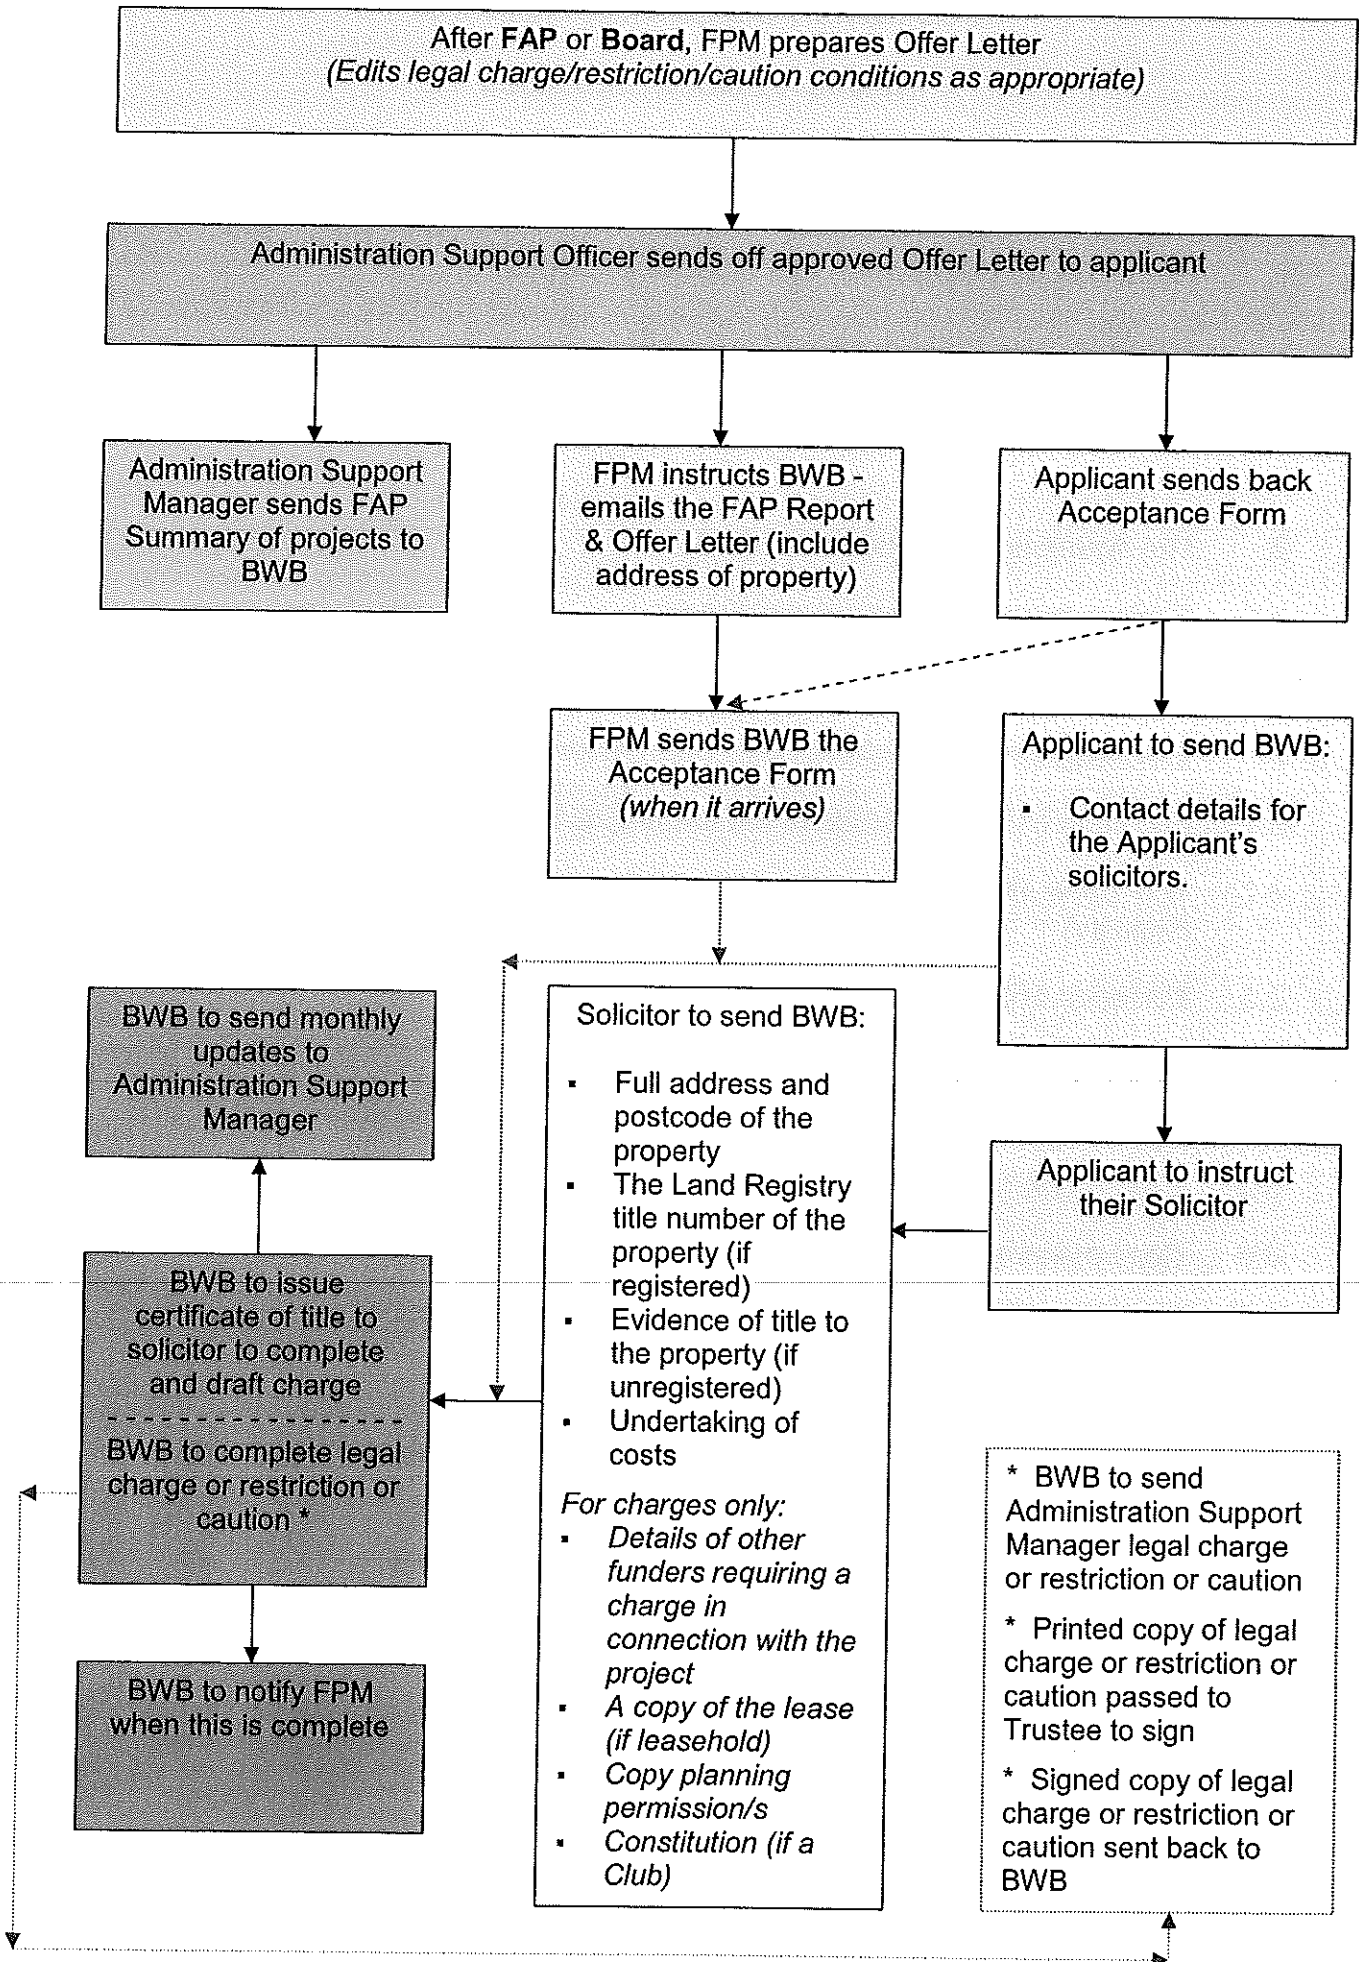 After FAP or Board, FPM prepares Offer Letter
(Edits legal charge/restriction/caution conditions as appropriate)
Administration Support Officer sends off approved Offer Letter to applicant
Administration Support
Manager sends FAP
Summary of projects to
BWB
FPM instructs BWB -
emails the FAP Report
& Offer Letter (include
address of property)
Applicant sends back
Acceptance Form
FPM sends BWB the
Acceptance Form
(when it arrives)
Applicant to send BWB:
▪ Contact details for
the Applicant's
solicitors.
BWB to send monthly
updates to
Administration Support
Manager
Solicitor to send BWB:
▪ Full address and
postcode of the
property
▪ The Land Registry
title number of the
property (if
registered)
▪ Evidence of title to
the property (if
unregistered)
▪ Undertaking of
costs
For charges only:
▪ Details of other
funders requiring a
charge in
connection with the
project
▪ A copy of the lease
(if leasehold)
▪ Copy planning
permission/s
▪ Constitution (if a
Club)
Applicant to instruct
their Solicitor
BWB to issue
certificate of title to
solicitor to complete
and draft charge
BWB to complete legal
charge or restriction or
caution *
BWB to notify FPM
when this is complete
* BWB to send
Administration Support
Manager legal charge
or restriction or caution
* Printed copy of legal
charge or restriction or
caution passed to
Trustee to sign
* Signed copy of legal
charge or restriction or
caution sent back to
BWB